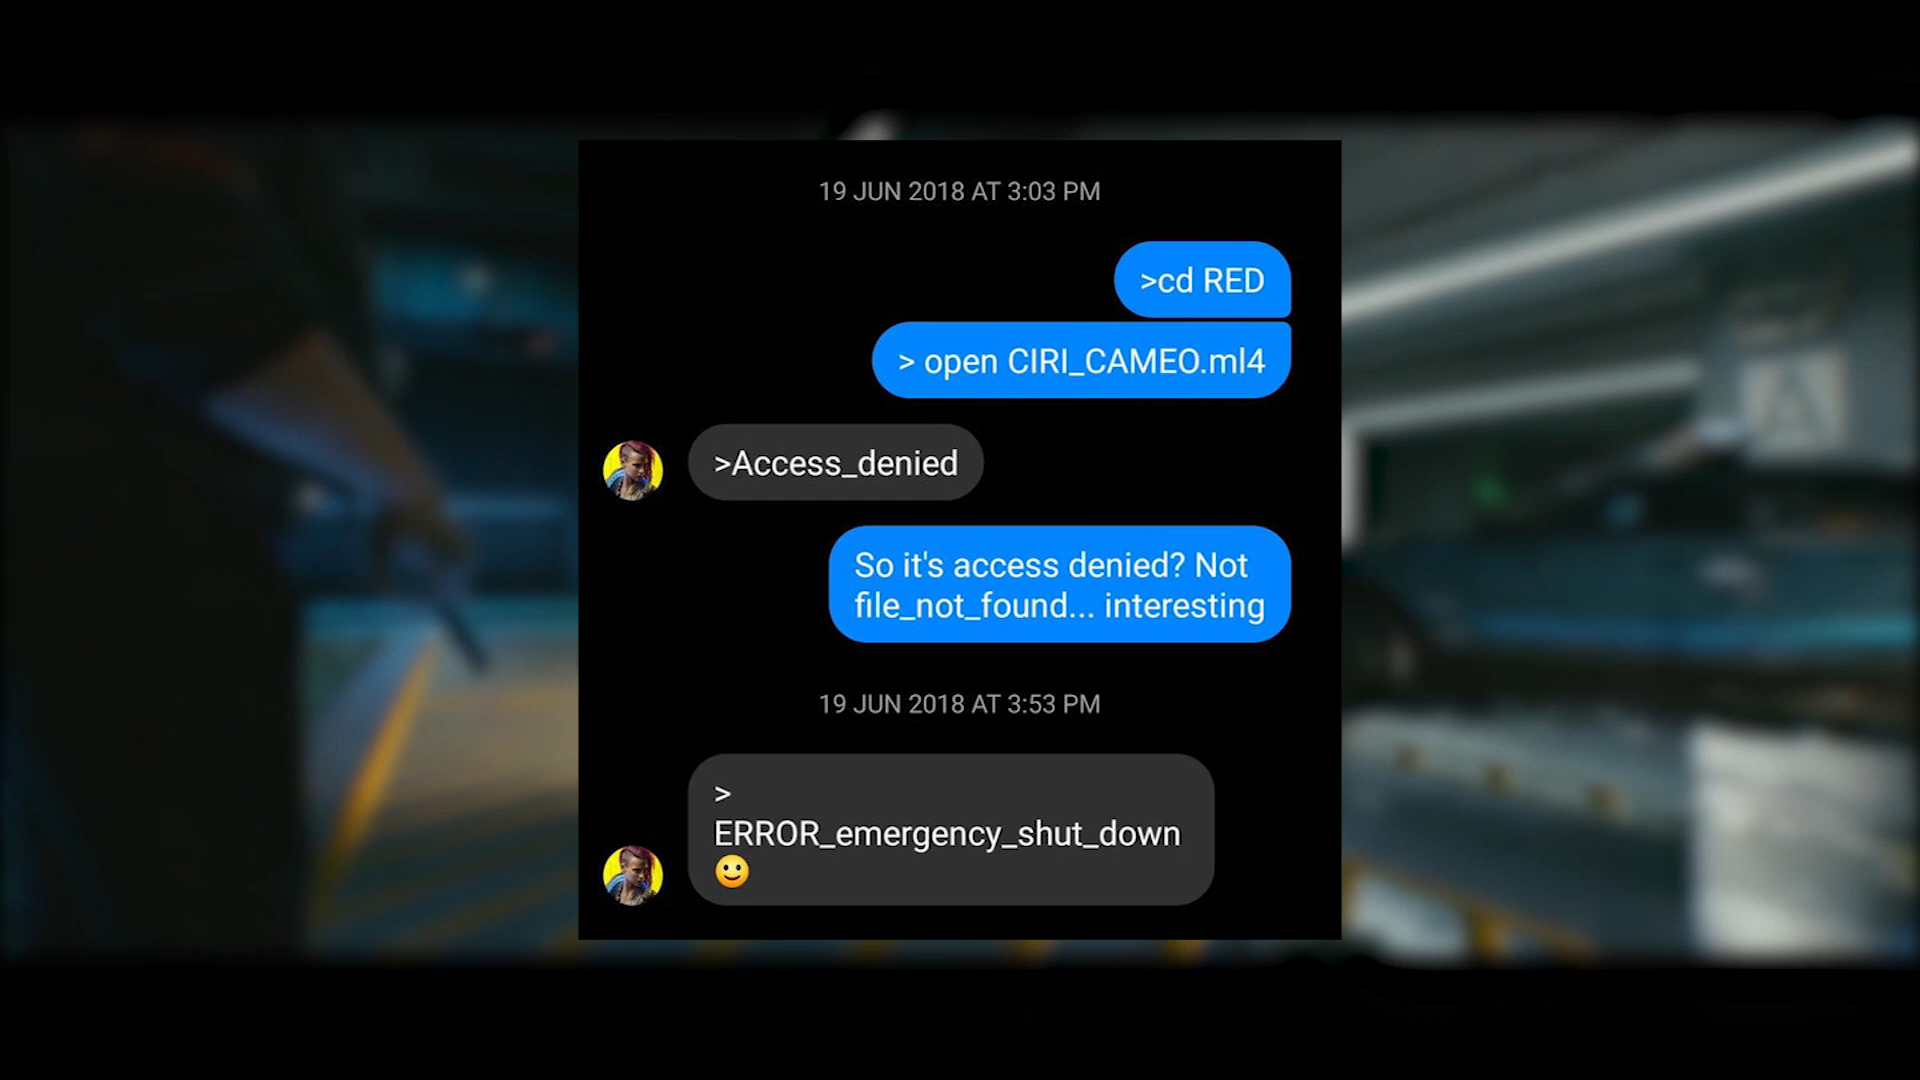 19 JUN 2018 AT 3:03 PM
>cd RED
> open CIRI_CAMEO.ml4
>Access_denied
So it's access denied? Not
file_not_found... interesting
19 JUN 2018 AT 3:53 PM
>
ERROR_emergency_shut_down
🙂